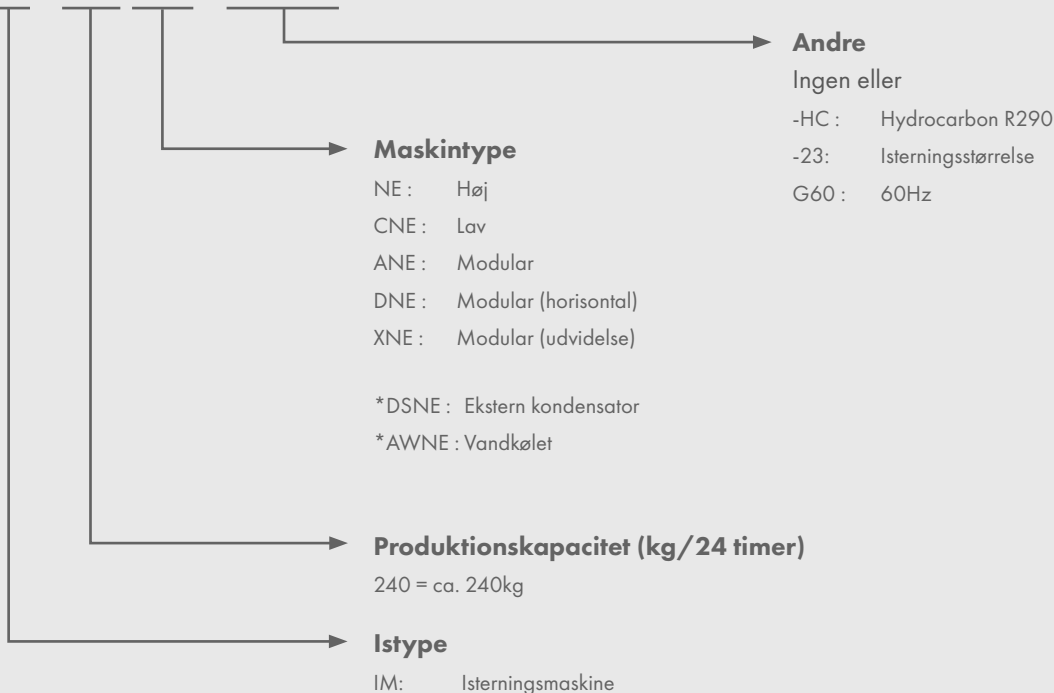 Andre
Ingen eller
-HC : Hydrocarbon R290
-23: Isterningsstørrelse
G60 : 60Hz
Maskintype
NE : Høj
CNE : Lav
ANE : Modular
DNE : Modular (horisontal)
XNE : Modular (udvidelse)
*DSNE : Ekstern kondensator
*AWNE : Vandkølet
Produktionskapacitet (kg/24 timer)
240 = ca. 240kg
Istype
IM: Isterningsmaskine